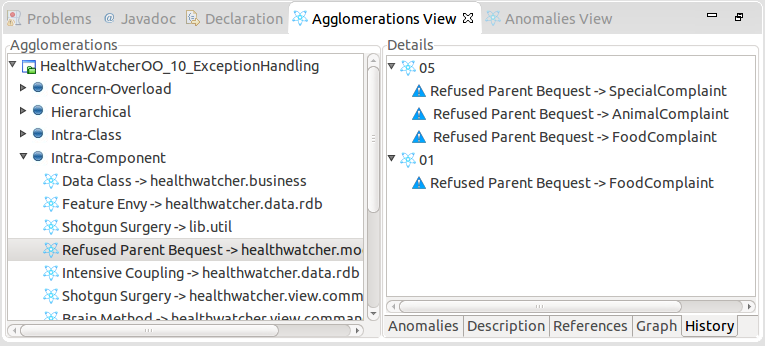 Problems @ Javadoc Declaration Agglomerations View Anomalies View
Agglomerations
HealthWatcherOO_10_ExceptionHandling
Concern-Overload
Hierarchical
Intra-Class
Intra-Component
Data Class -> healthwatcher.business
Feature Envy -> healthwatcher.data.rdb
Shotgun Surgery -> lib.util
Refused Parent Bequest -> healthwatcher.mo
Intensive Coupling -> healthwatcher.data.rdb
Shotgun Surgery -> healthwatcher.view.comm
Brain Method -> healthwatcher.view.comman
Details
05
Refused Parent Bequest -> SpecialComplaint
Refused Parent Bequest -> AnimalComplaint
Refused Parent Bequest -> FoodComplaint
01
Refused Parent Bequest -> FoodComplaint
Anomalies Description References Graph History